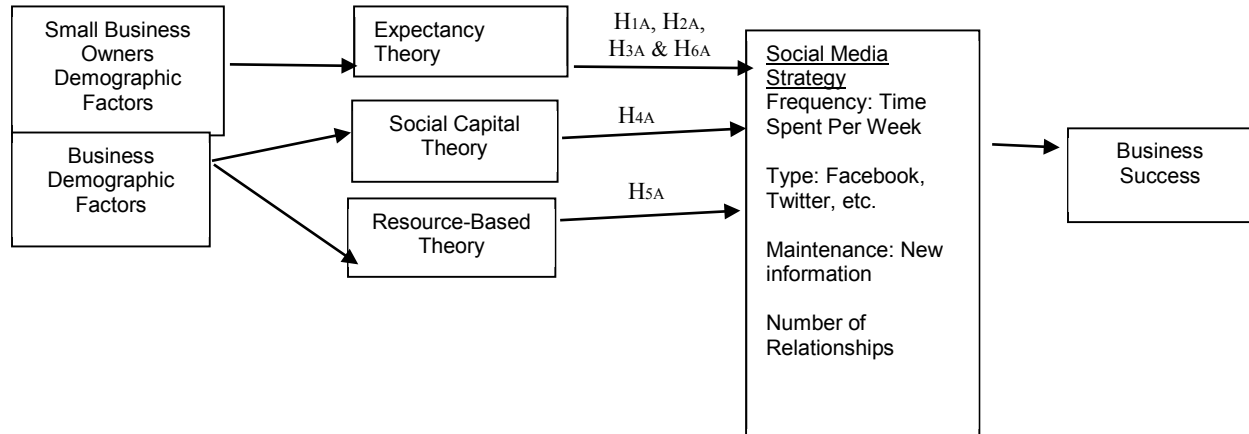 Small Business
Owners
Demographic
Factors
Business
Demographic
Factors
Expectancy
Theory
Social Capital
Theory
Resource-Based
Theory
H1A, H2A,
H3A & H6A
H4A
H5A
Social Media
Strategy
Frequency: Time
Spent Per Week
Type: Facebook,
Twitter, etc.
Maintenance: New
information
Number of
Relationships
Business
Success